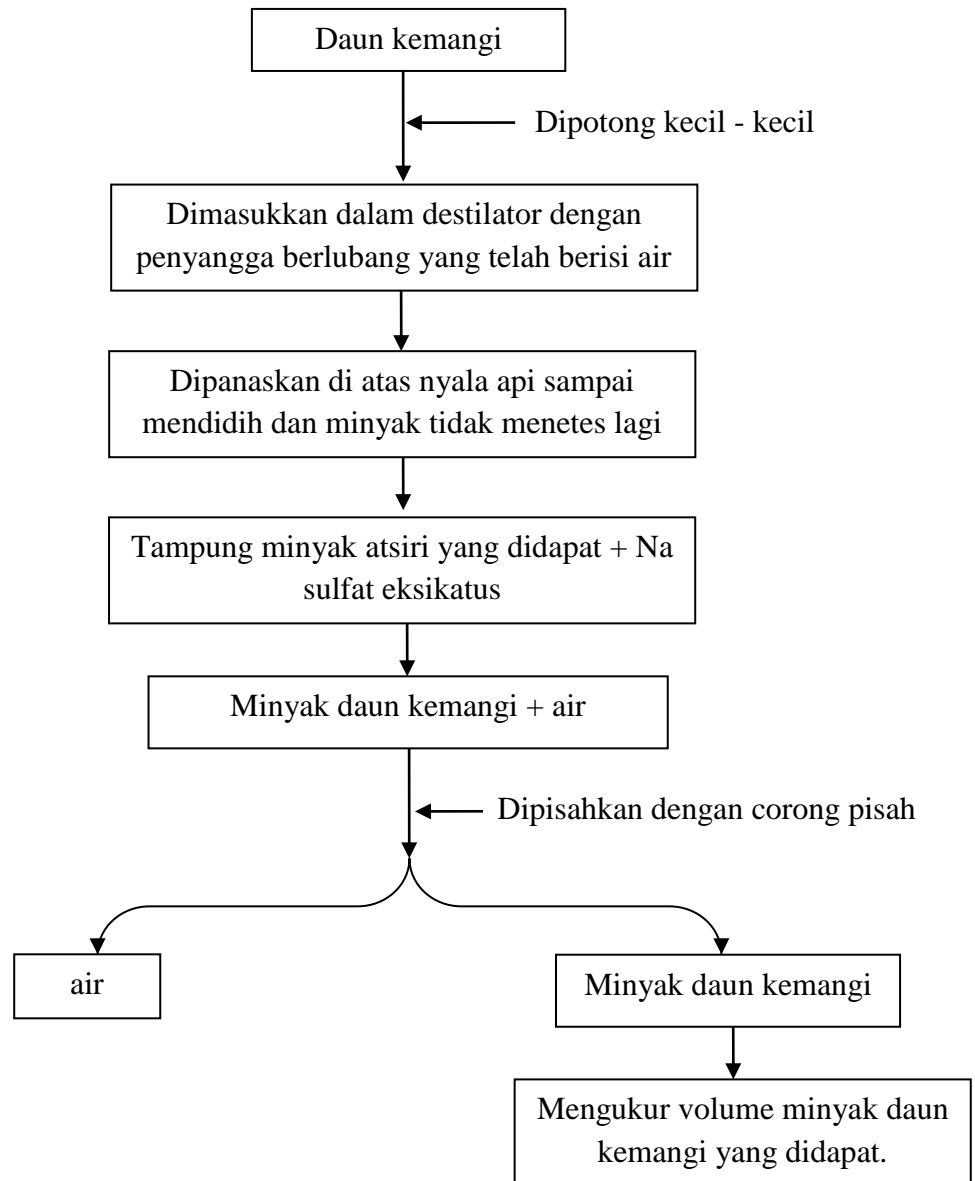 Daun kemangi
Dipotong kecil - kecil
Dimasukkan dalam destilator dengan
penyangga berlubang yang telah berisi air
Dipanaskan di atas nyala api sampai
mendidih dan minyak tidak menetes lagi
Tampung minyak atsiri yang didapat + Na
sulfat eksikatus
Minyak daun kemangi + air
Dipisahkan dengan corong pisah
air
Minyak daun kemangi
Mengukur volume minyak daun
kemangi yang didapat.